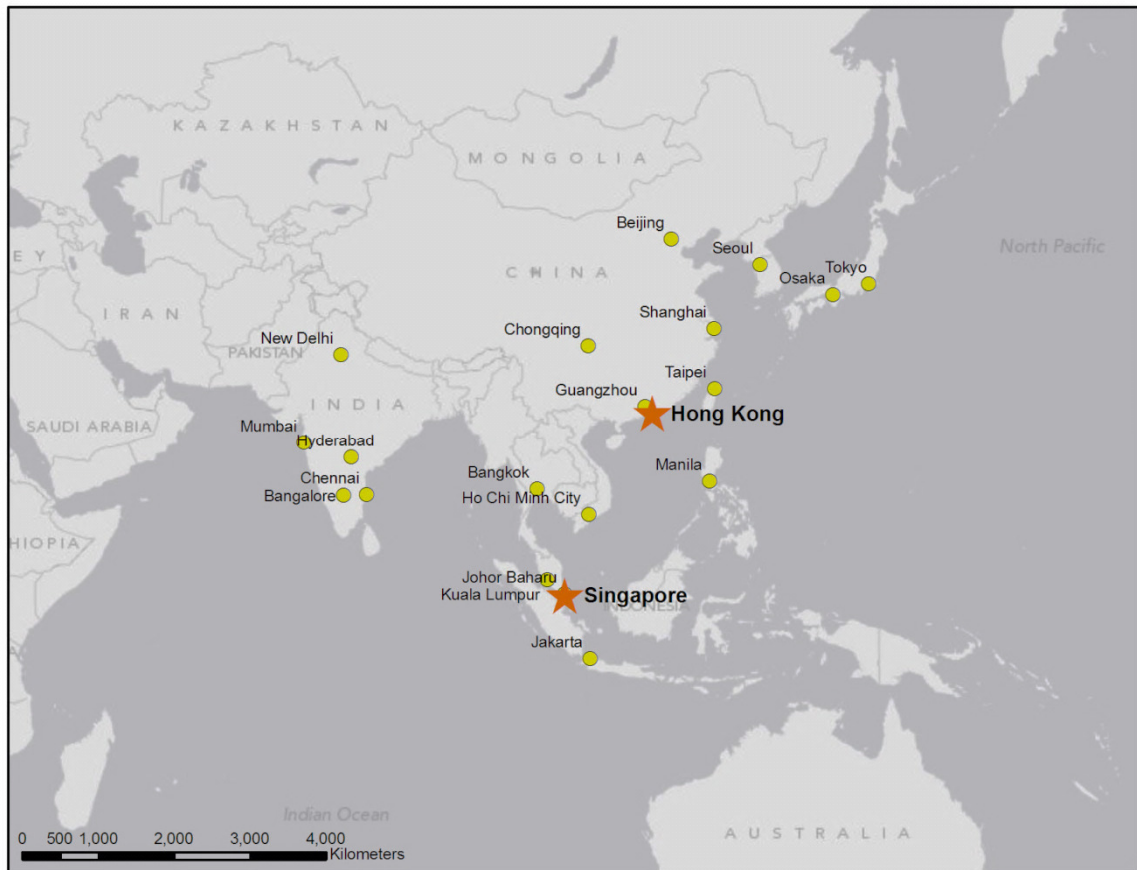 KAZAKHSTAN
MONGOLIA
Beijing
Seoul
North Pacific
EY
CHINA
Osaka
Tokyo
IRAN
Shanghai
New Delhi
Chongqing
PAKISTAN
Taipei
Guangzhou
INDIA
Hong Kong
SAUDI ARABIA
Mumbai
Hyderabad
Manila
Bangkok
Chennai
Ho Chi Minh City
Bangalore
HIOPIA
Johor Baharu
Kuala Lumpur
Singapore
INDONESIA
Jakarta
Indian Ocean
AUSTRALIA
0 500 1,000 2,000 3,000 4,000
Kilometers